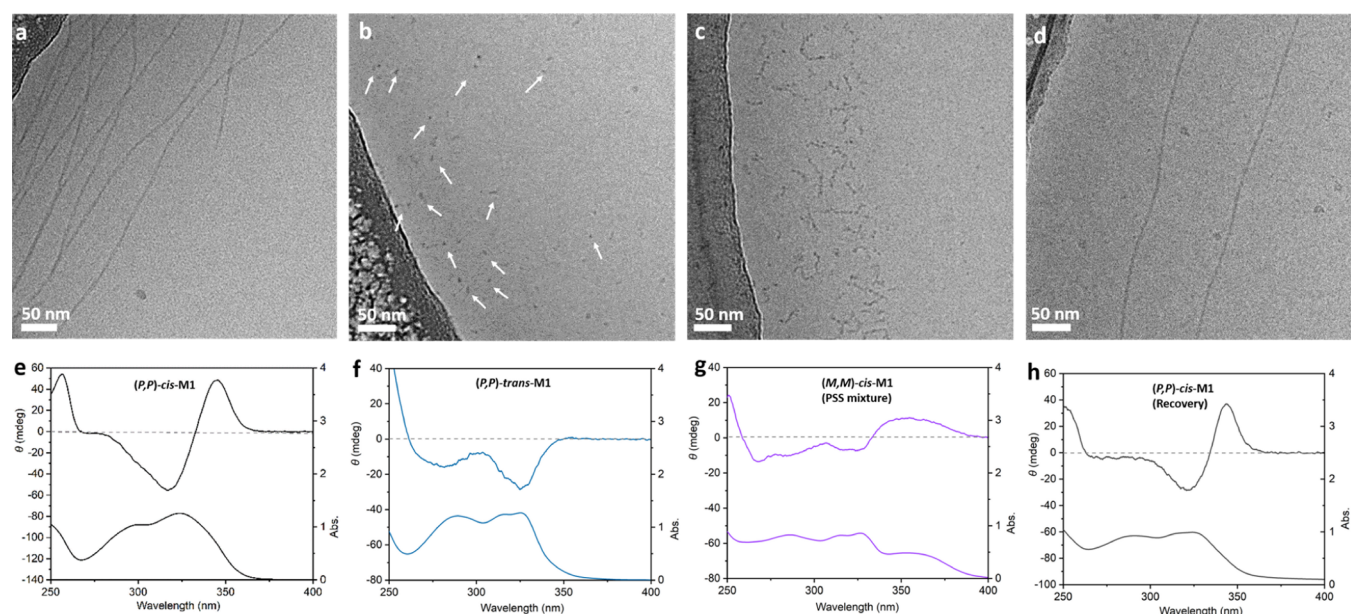 a
50 nm
b
50 nm
c
50 nm
d
50 nm
e
(P,P)-cis-M1
θ (mdeg)
60
40
20
0
-20
-40
-60
-80
-100
-120
-140
4
3
2
1
0
Abs.
250
300
350
400
Wavelength (nm)
f
(P,P)-trans-M1
θ (mdeg)
40
20
0
-20
-40
-60
-80
4
3
2
1
0
Abs.
250
300
350
400
Wavelength (nm)
g
(M,M)-cis-M1
(PSS mixture)
θ (mdeg)
40
20
0
-20
-40
-60
-80
4
3
2
1
0
Abs.
250
300
350
400
Wavelength (nm)
h
(P,P)-cis-M1
(Recovery)
θ (mdeg)
60
40
20
0
-20
-40
-60
-80
-100
4
3
2
1
0
Abs.
250
300
350
400
Wavelength (nm)